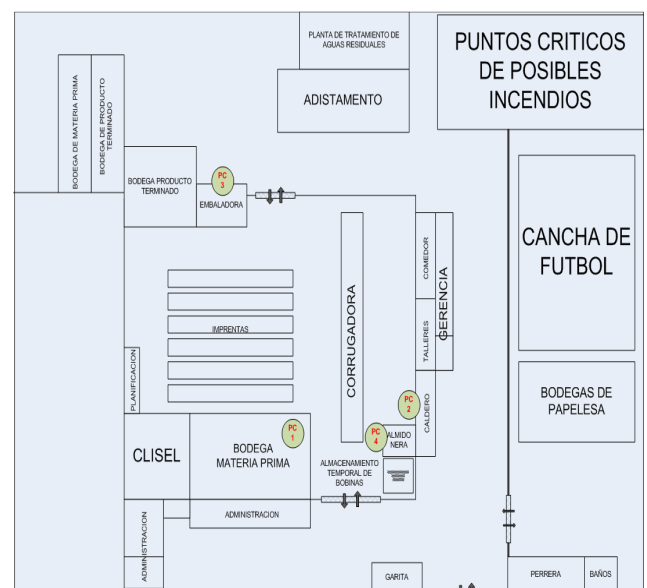 PLANTA DE TRATAMIENTO DE
AGUAS RESIDUALES
PUNTOS CRITICOS
DE POSIBLES
INCENDIOS
ADISTAMENTO
BODEGA DE MATERIA PRIMA
BODEGA DE PRODUCTO
TERMINADO
BODEGA PRODUCTO
TERMINADO
PC
3
EMBALADORA
CANCHA DE
FUTBOL
COMEDOR
GERENCIA
TALLERES
CORRUGADORA
IMPRENTAS
PLANIFICACION
PC
2
CALDERO
BODEGAS DE
PAPELESA
PC
1
PC
4
ALMIDO
NERA
CLISEL
BODEGA
MATERIA PRIMA
ALMACENAMIENTO
TEMPORAL DE
BOBINAS
ADMINISTRACION
ADMINISTRACION
GARITA
PERRERA
BAÑOS